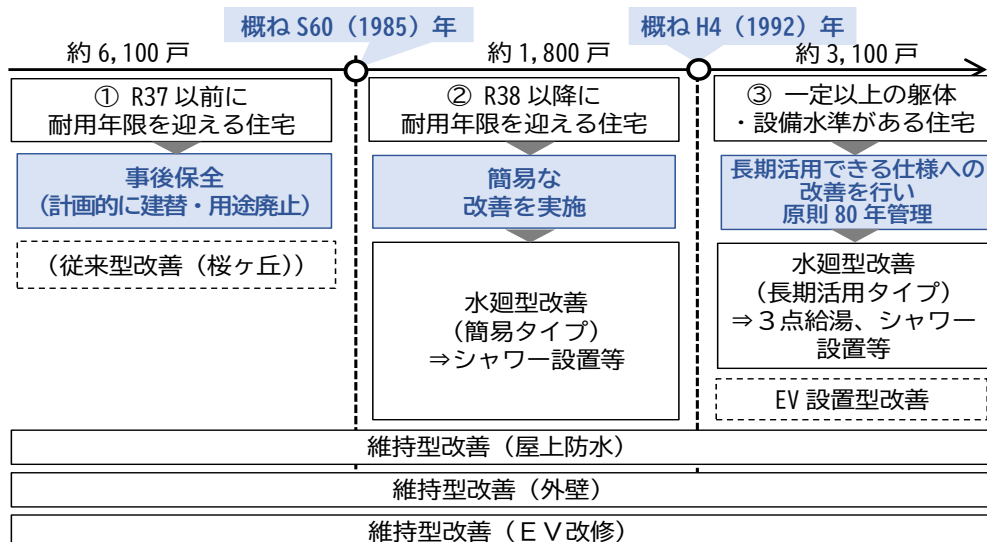 概ね S60（1985）年
概ね H4（1992）年
約 6,100 戸
約 1,800 戸
約 3,100 戸
① R37 以前に
耐用年限を迎える住宅
② R38 以降に
耐用年限を迎える住宅
③ 一定以上の躯体
・設備水準がある住宅
事後保全
（計画的に建替・用途廃止）
簡易な
改善を実施
長期活用できる仕様への
改善を行い
原則 80 年管理
（従来型改善（桜ヶ丘））
水廻型改善
（簡易タイプ）
⇒シャワー設置等
水廻型改善
（長期活用タイプ）
⇒３点給湯、シャワー
設置等
EV 設置型改善
維持型改善（屋上防水）
維持型改善（外壁）
維持型改善（ＥＶ改修）